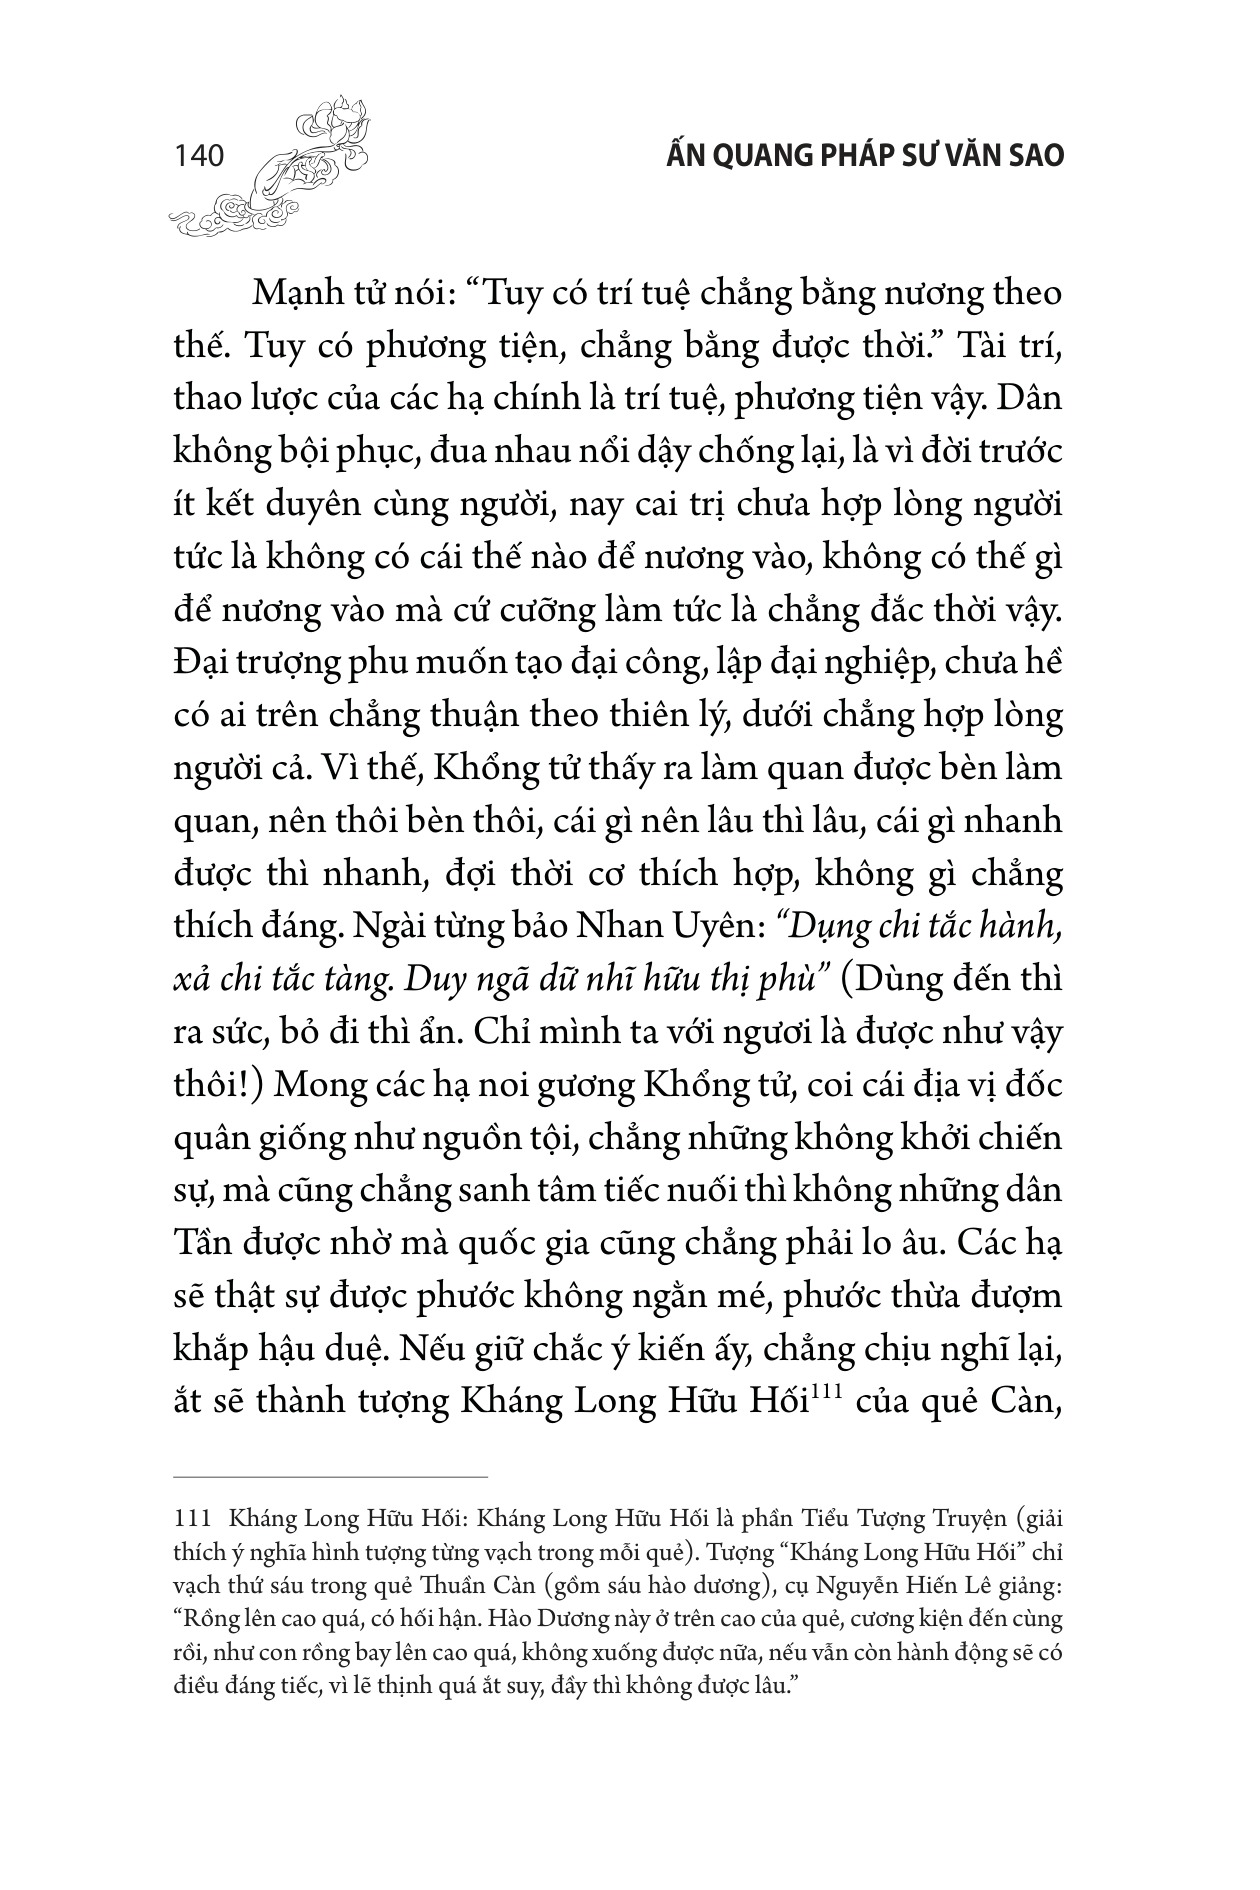 140
ẤN QUANG PHÁP SƯ VĂN SAO
Mạnh tử nói: “Tuy có trí tuệ chẳng bằng nương theo
thế. Tuy có phương tiện, chẳng bằng được thời.” Tài trí,
thao lược của các hạ chính là trí tuệ, phương tiện vậy. Dân
không bội phục, đua nhau nổi dậy chống lại, là vì đời trước
ít kết duyên cùng người, nay cai trị chưa hợp lòng người
tức là không có cái thế nào để nương vào, không có thế gì
để nương vào mà cứ cưỡng làm tức là chẳng đắc thời vậy.
Đại trượng phu muốn tạo đại công, lập đại nghiệp, chưa hề
có ai trên chẳng thuận theo thiên lý, dưới chẳng hợp lòng
người cả. Vì thế, Khổng tử thấy ra làm quan được bèn làm
quan, nên thôi bèn thôi, cái gì nên lâu thì lâu, cái gì nhanh
được thì nhanh, đợi thời cơ thích hợp, không gì chẳng
thích đáng. Ngài từng bảo Nhan Uyên: “Dụng chi tắc hành,
xả chi tắc tàng. Duy ngã dữ nhĩ hữu thị phù” (Dùng đến thì
ra sức, bỏ đi thì ẩn. Chỉ mình ta với ngươi là được như vậy
thôi!) Mong các hạ noi gương Khổng tử, coi cái địa vị đốc
quân giống như nguồn tội, chẳng những không khởi chiến
sự, mà cũng chẳng sanh tâm tiếc nuối thì không những dân
Tần được nhờ mà quốc gia cũng chẳng phải lo âu. Các hạ
sẽ thật sự được phước không ngằn mé, phước thừa đượm
khắp hậu duệ. Nếu giữ chắc ý kiến ấy, chẳng chịu nghĩ lại,
ắt sẽ thành tượng Kháng Long Hữu Hối111 của quẻ Càn,
111 Kháng Long Hữu Hối: Kháng Long Hữu Hối là phần Tiểu Tượng Truyện (giải
thích ý nghĩa hình tượng từng vạch trong mỗi quẻ). Tượng “Kháng Long Hữu Hối” chỉ
vạch thứ sáu trong quẻ Thuần Càn (gồm sáu hào dương), cụ Nguyễn Hiến Lê giảng:
“Rồng lên cao quá, có hối hận. Hào Dương này ở trên cao của quẻ, cương kiện đến cùng
rồi, như con rồng bay lên cao quá, không xuống được nữa, nếu vẫn còn hành động sẽ có
điều đáng tiếc, vì lẽ thịnh quá ắt suy, đầy thì không được lâu.”